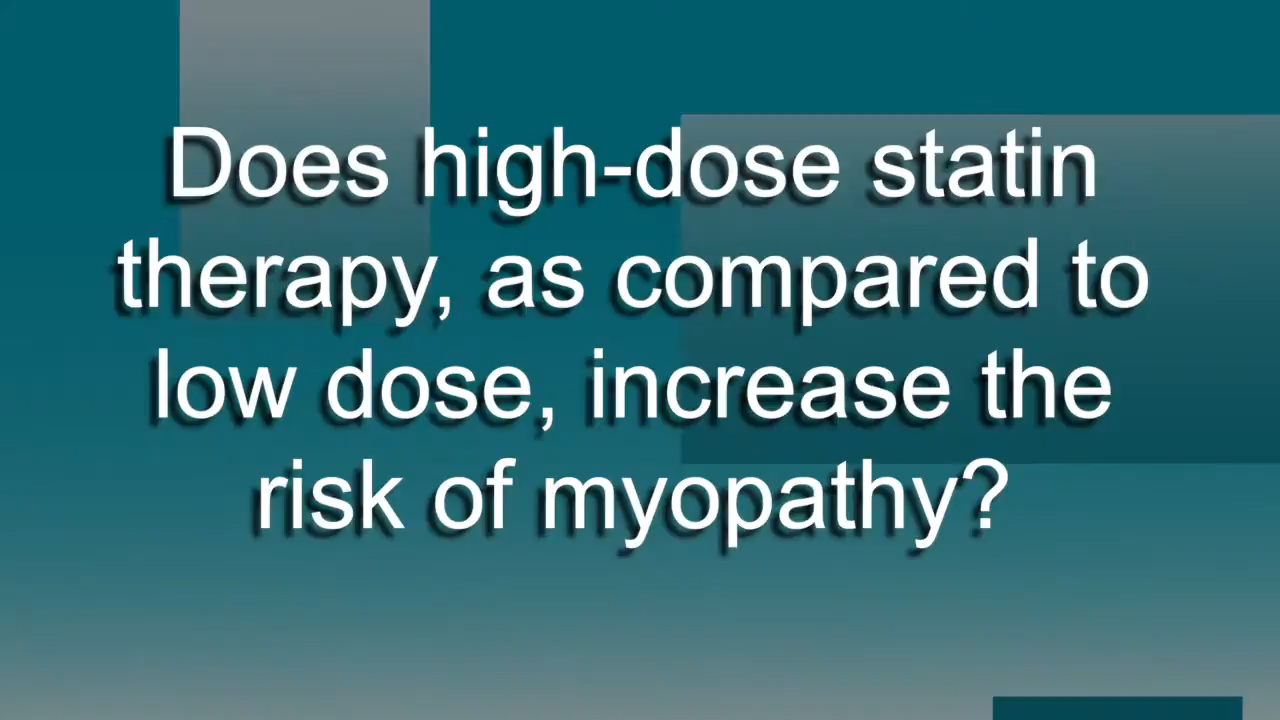 Does high-dose statin
therapy, as compared to
low dose, increase the
risk of myopathy?